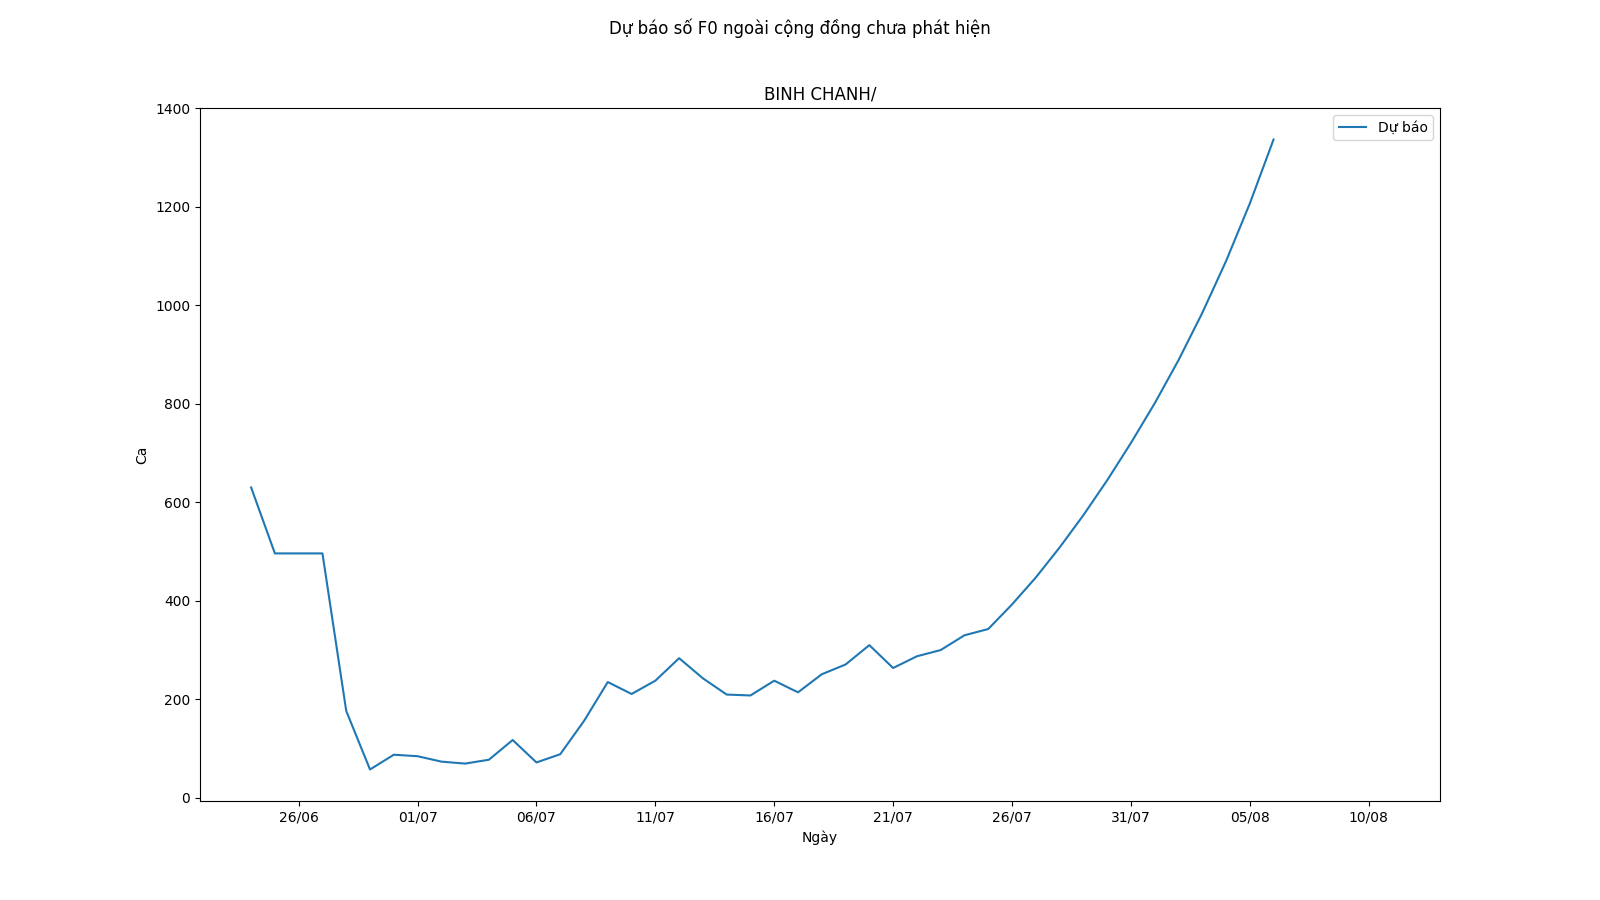 Dự báo số F0 ngoài cộng đồng chưa phát hiện
BINH CHANH/
Dự báo
1400
1200
1000
800
600
400
200
0
Ca
26/06 01/07 06/07 11/07 16/07 21/07 26/07 31/07 05/08 10/08
Ngày